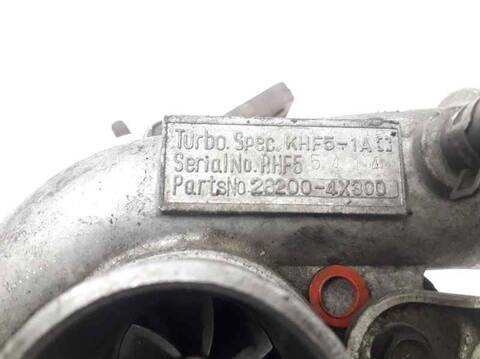 Turbo. Spec. KHF5-1A
Serial No. RHF5
Parts No. 28200-4X300